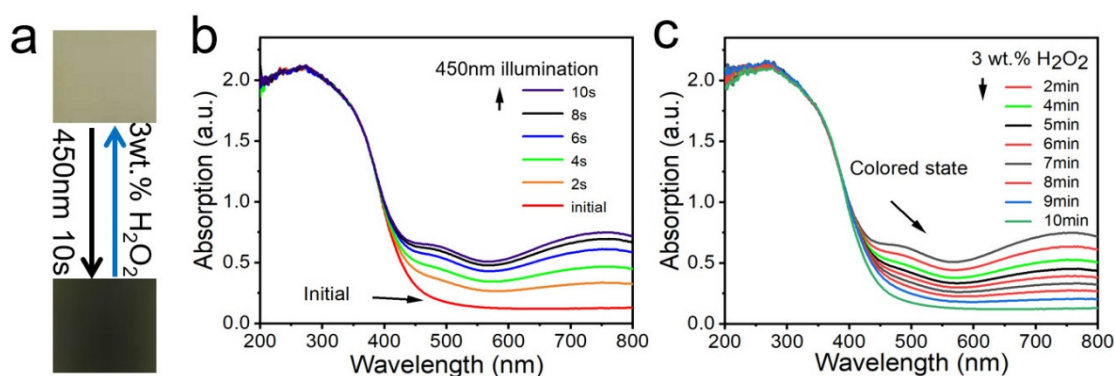 a
450nm 10s
3wt.% H₂O₂
b
Absorption (a.u.)
2.0
1.5
1.0
0.5
0.0
450nm illumination
10s
8s
6s
4s
2s
initial
Initial
200 300 400 500 600 700 800
Wavelength (nm)
c
Absorption (a.u.)
2.0
1.5
1.0
0.5
0.0
3 wt.% H₂O₂
2min
4min
5min
6min
7min
8min
9min
10min
Colored state
200 300 400 500 600 700 800
Wavelength (nm)